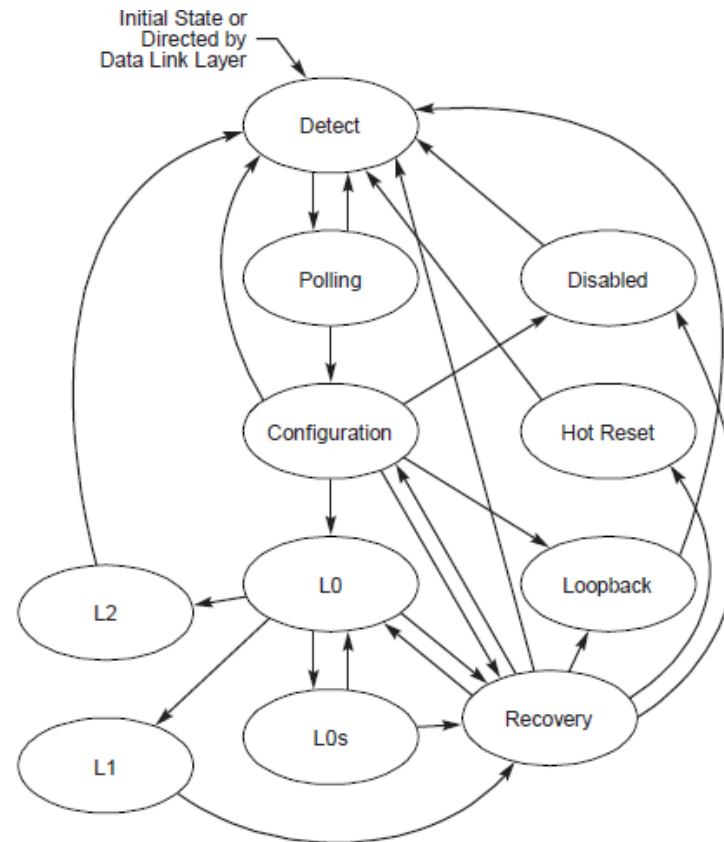 Initial State or
Directed by
Data Link Layer
Detect
Polling
Disabled
Configuration
Hot Reset
L0
Loopback
L2
Recovery
L0s
L1